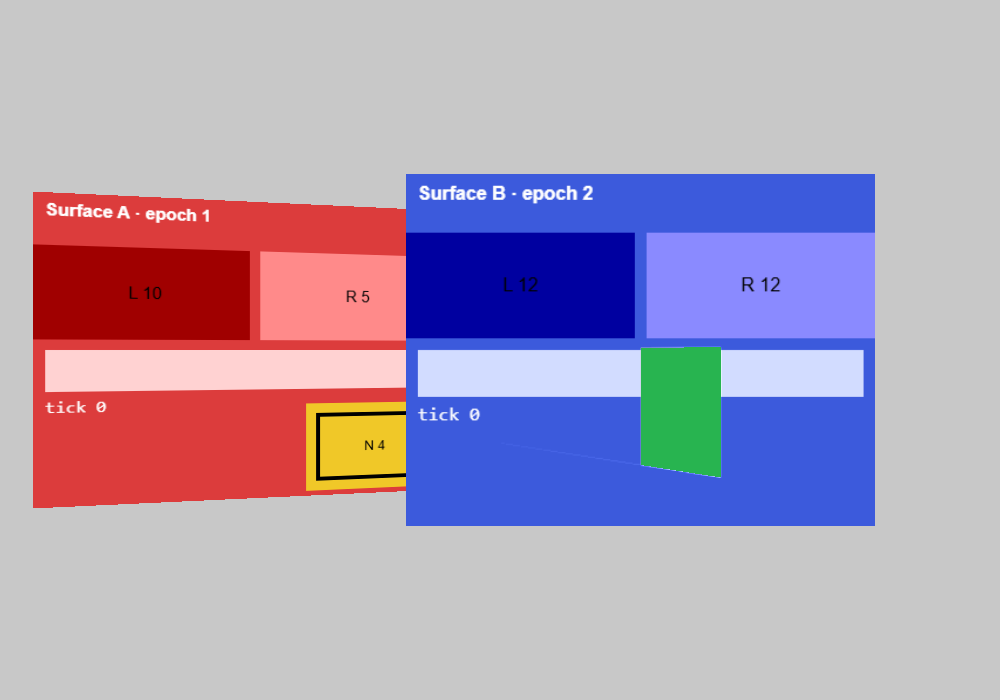 Surface A · epoch 1
L 10
R 5
tick 0
N 4
Surface B · epoch 2
L 12
R 12
tick 0